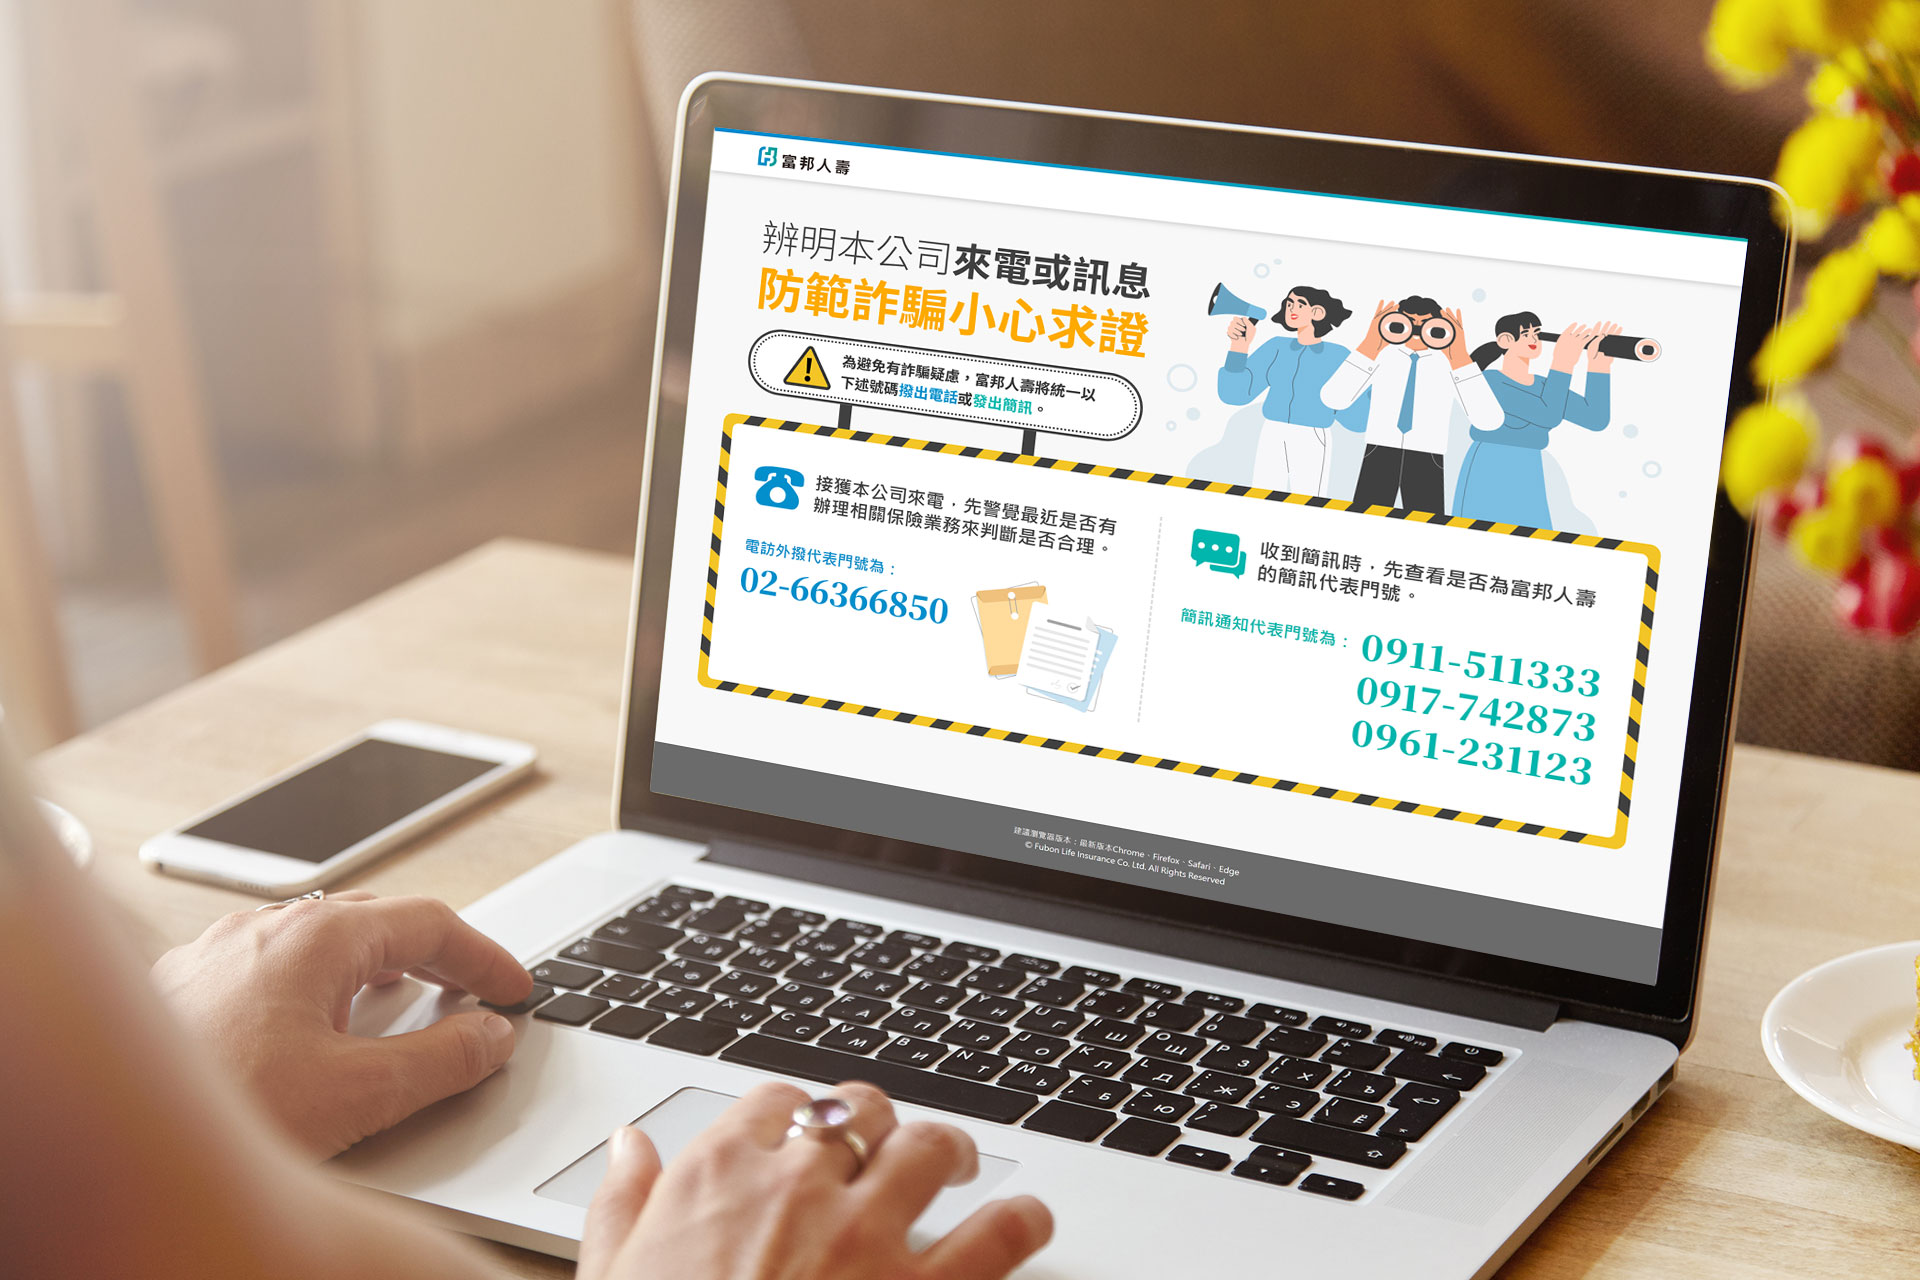 富邦人壽
辨明本公司來電或訊息
防範詐騙小心求證
為避免有詐騙疑慮，富邦人壽將統一以
下述號碼撥出電話或發出簡訊。
接獲本公司來電，先警覺最近是否有
辦理相關保險業務來判斷是否合理。
電訪外撥代表門號為：
02-66366850
收到簡訊時，先查看是否為富邦人壽
的簡訊代表門號。
簡訊通知代表門號為：
0911-511333
0917-742873
0961-231123
建議瀏覽器版本：最新版本Chrome、Firefox、Safari、Edge
© Fubon Life Insurance Co. Ltd. All Rights Reserved